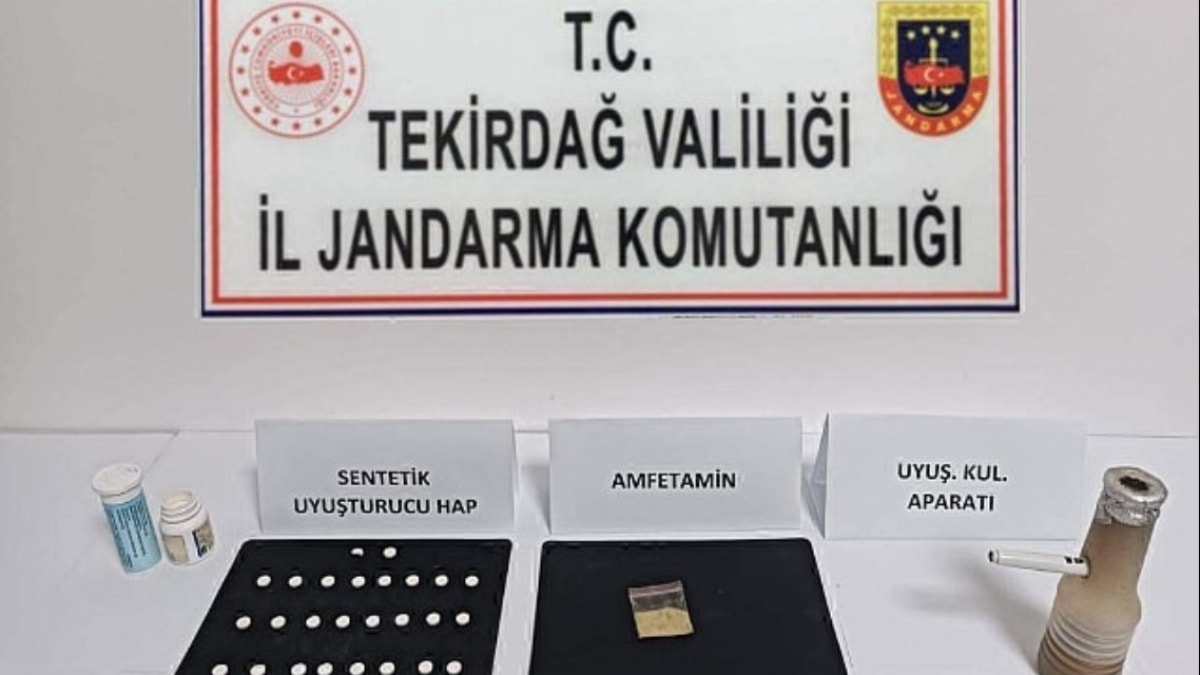 T.C.
TEKİRDAĞ VALİLİĞİ
İL JANDARMA KOMUTANLIĞI
JANDARMA
SENTETİK
UYUŞTURUCU HAP
AMFETAMİN
UYUŞ. KUL.
APARATI